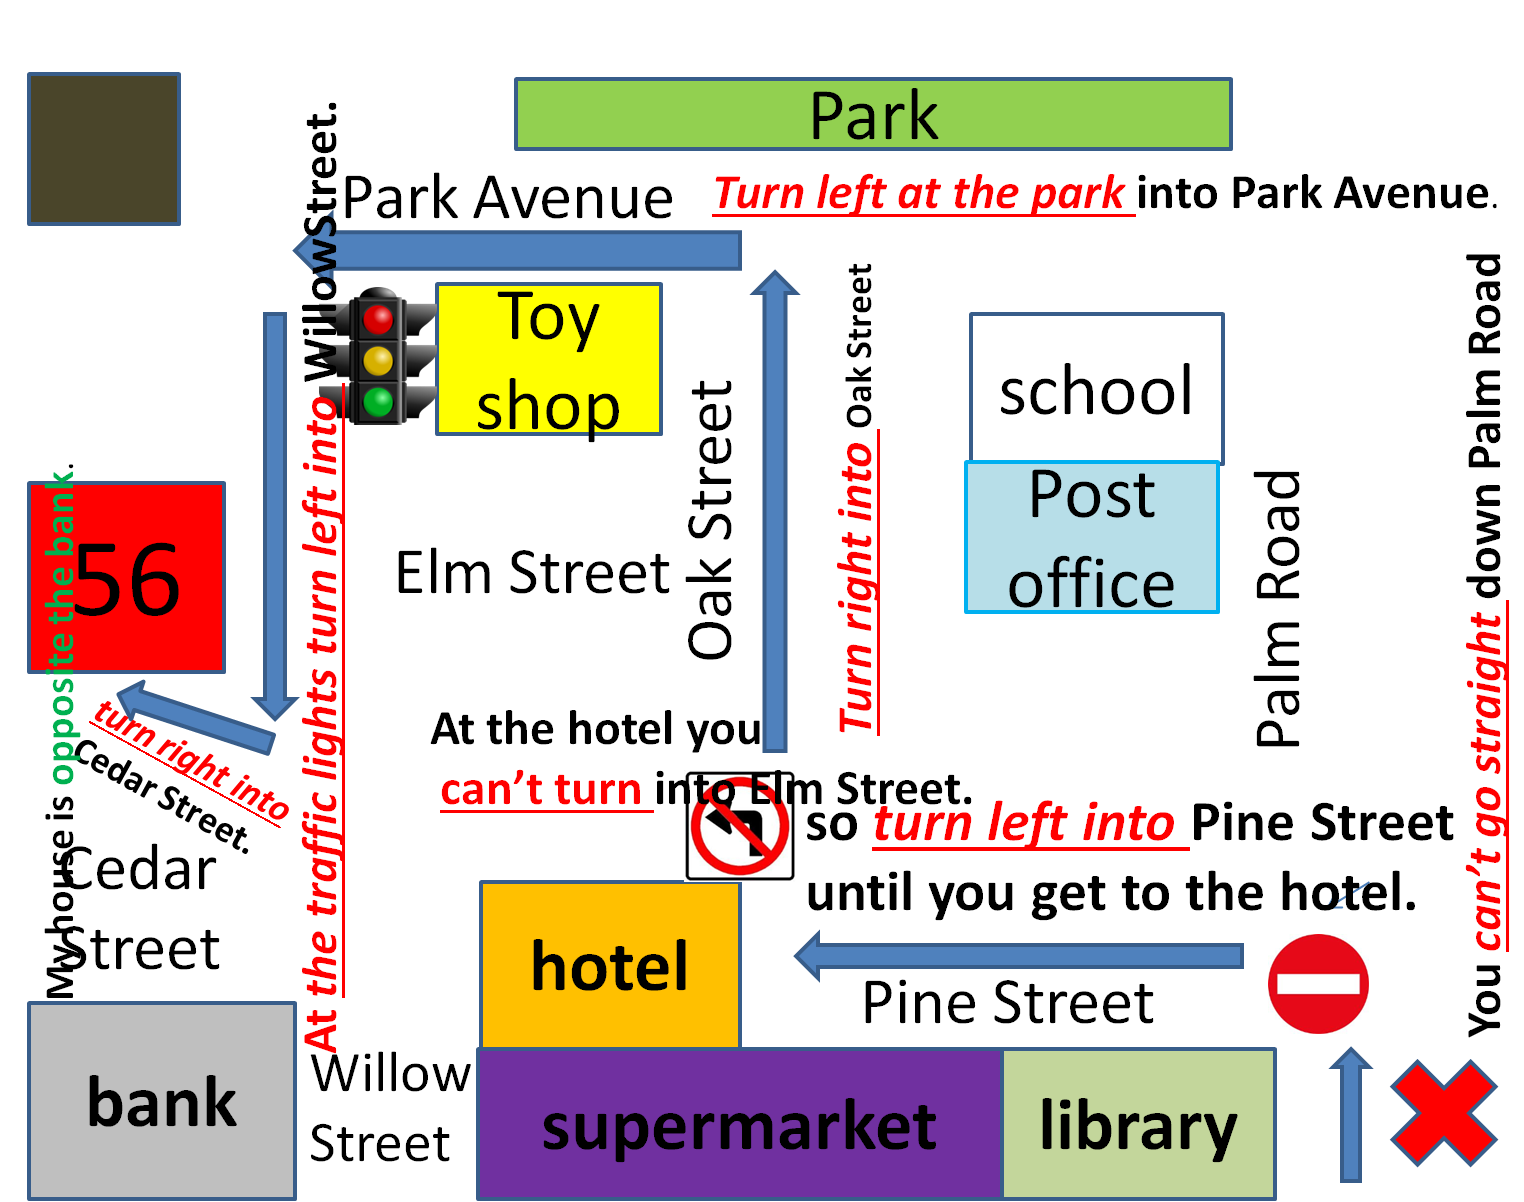 Park
Park Avenue
Turn left at the park into Park Avenue.
Toy
shop
school
Post
office
Oak Street
Turn right into Oak Street
Palm Road
You can’t go straight down Palm Road
At the traffic lights turn left into WillowStreet.
56
My house is opposite the bank.
Elm Street
turn right into
Cedar Street.
Cedar
Street
At the hotel you
can’t turn into Elm Street.
so turn left into Pine Street
until you get to the hotel.
hotel
Pine Street
bank
Willow
Street
supermarket
library